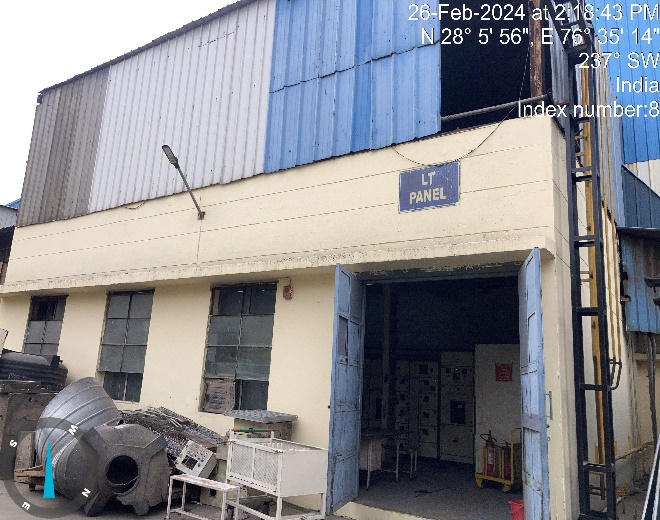 26-Feb-2024 at 2:18:43 PM
N 28° 5' 56", E 76° 35' 14"
237° SW
India
Index number:8
LT
PANEL
S
W
N
E